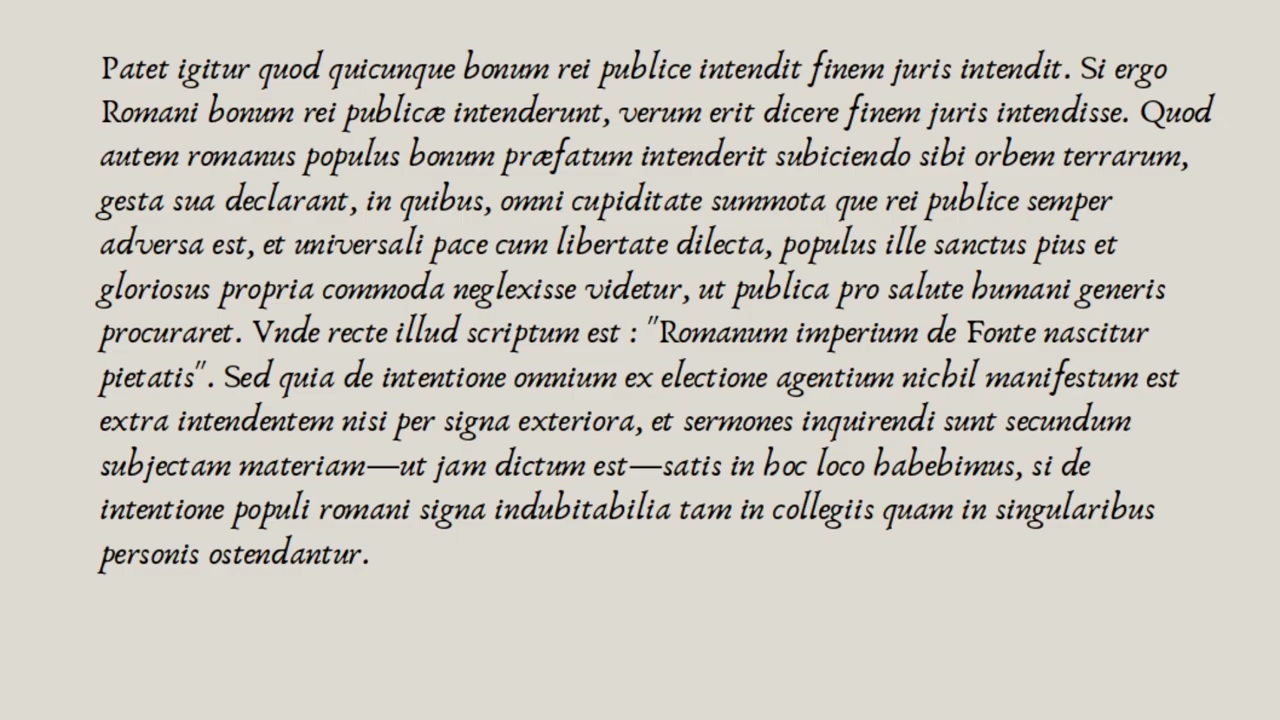 Patet igitur quod quicunque bonum rei publice intendit finem juris intendit. Si ergo
Romani bonum rei publicæ intenderunt, verum erit dicere finem juris intendisse. Quod
autem romanus populus bonum præfatum intenderit subiciendo sibi orbem terrarum,
gesta sua declarant, in quibus, omni cupiditate summota que rei publice semper
adversa est, et universali pace cum libertate dilecta, populus ille sanctus pius et
gloriosus propria commoda neglexisse videtur, ut publica pro salute humani generis
procuraret. Vnde recte illud scriptum est : "Romanum imperium de Fonte nascitur
pietatis". Sed quia de intentione omnium ex electione agentium nichil manifestum est
extra intendentem nisi per signa exteriora, et sermones inquirendi sunt secundum
subjectam materiam—ut jam dictum est—satis in hoc loco habebimus, si de
intentione populi romani signa indubitabilia tam in collegiis quam in singularibus
personis ostendantur.